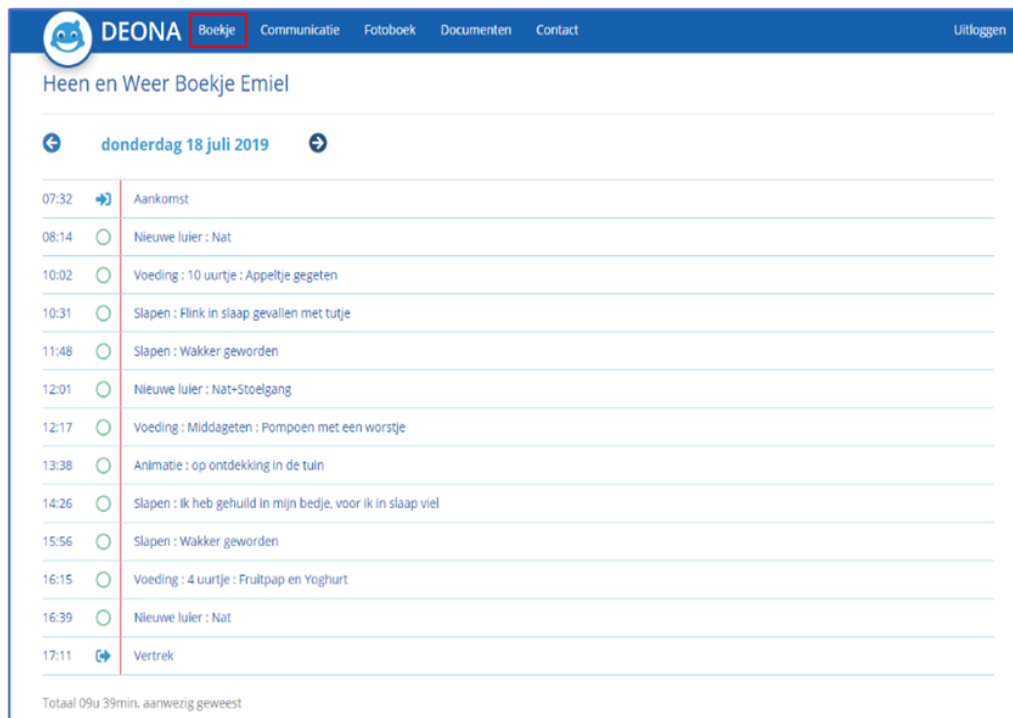 DEONA Boekje Communicatie Fotoboek Documenten Contact Uitloggen
Heen en Weer Boekje Emiel
donderdag 18 juli 2019
07:32 Aankomst
08:14 Nieuwe luier : Nat
10:02 Voeding : 10 uurtje : Appeltje gegeten
10:31 Slapen : Flink in slaap gevallen met tutje
11:48 Slapen : Wakker geworden
12:01 Nieuwe luier : Nat+Stoelgang
12:17 Voeding : Middageten : Pompoen met een worstje
13:38 Animatie : op ontdekking in de tuin
14:26 Slapen : Ik heb gehuild in mijn bedje, voor ik in slaap viel
15:56 Slapen : Wakker geworden
16:15 Voeding : 4 uurtje : Fruitpap en Yoghurt
16:39 Nieuwe luier : Nat
17:11 Vertrek
Totaal 09u 39min. aanwezig geweest